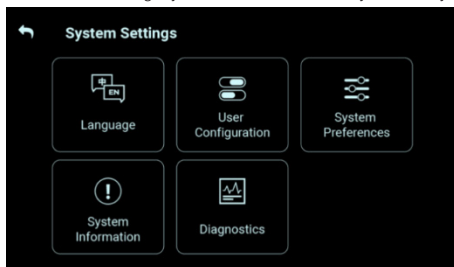 System Settings
中
EN
Language
User
Configuration
System
Preferences
System
Information
Diagnostics